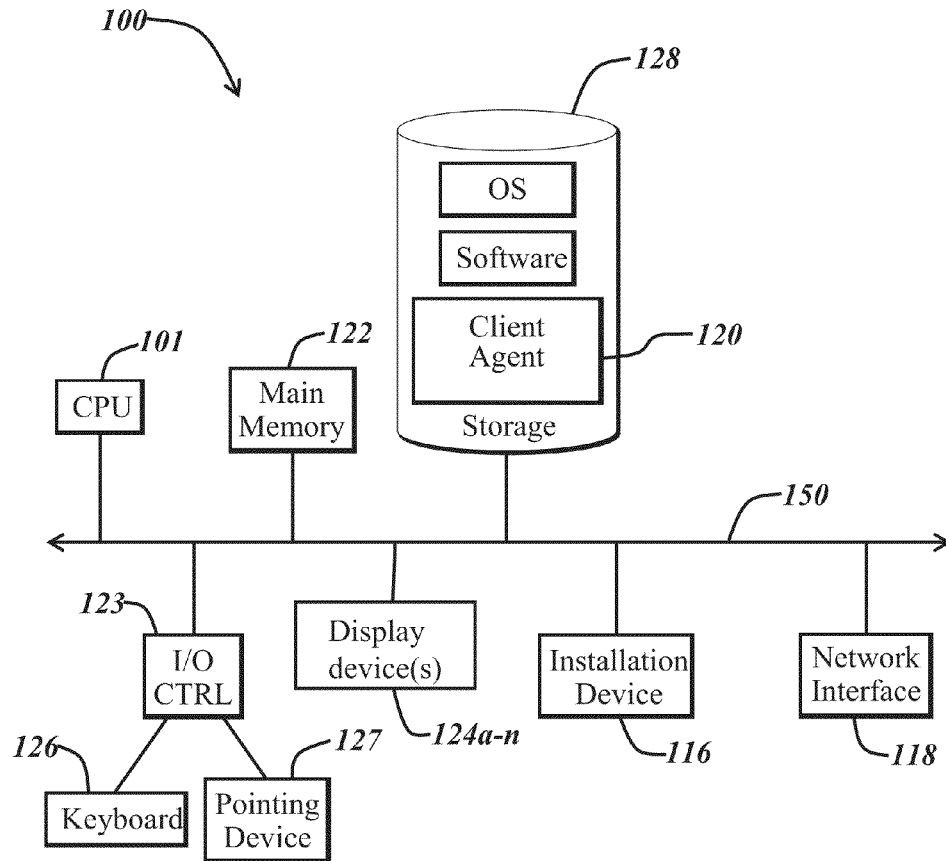 100
128
OS
Software
Client
Agent
120
Storage
101
CPU
122
Main
Memory
150
123
I/O
CTRL
Display
device(s)
124a-n
Installation
Device
116
Network
Interface
118
126
Keyboard
127
Pointing
Device